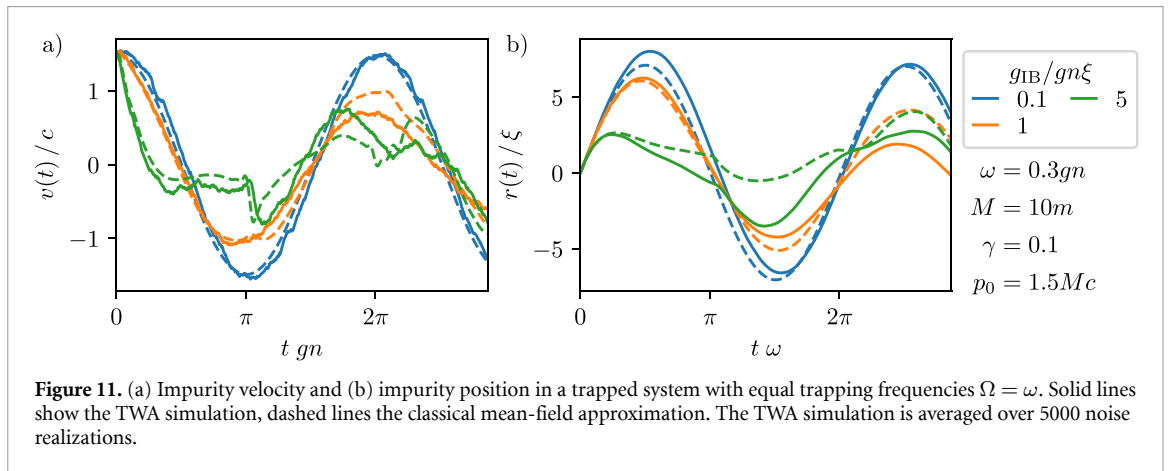 a)
b)
v(t) / c
1
0
−1
0
π
2π
t gn
r(t) / ξ
5
0
−5
0
π
2π
t ω
g_IB/gnξ
0.1 5
1
ω = 0.3gn
M = 10m
γ = 0.1
p_0 = 1.5Mc
Figure 11. (a) Impurity velocity and (b) impurity position in a trapped system with equal trapping frequencies Ω = ω. Solid lines
show the TWA simulation, dashed lines the classical mean-field approximation. The TWA simulation is averaged over 5000 noise
realizations.